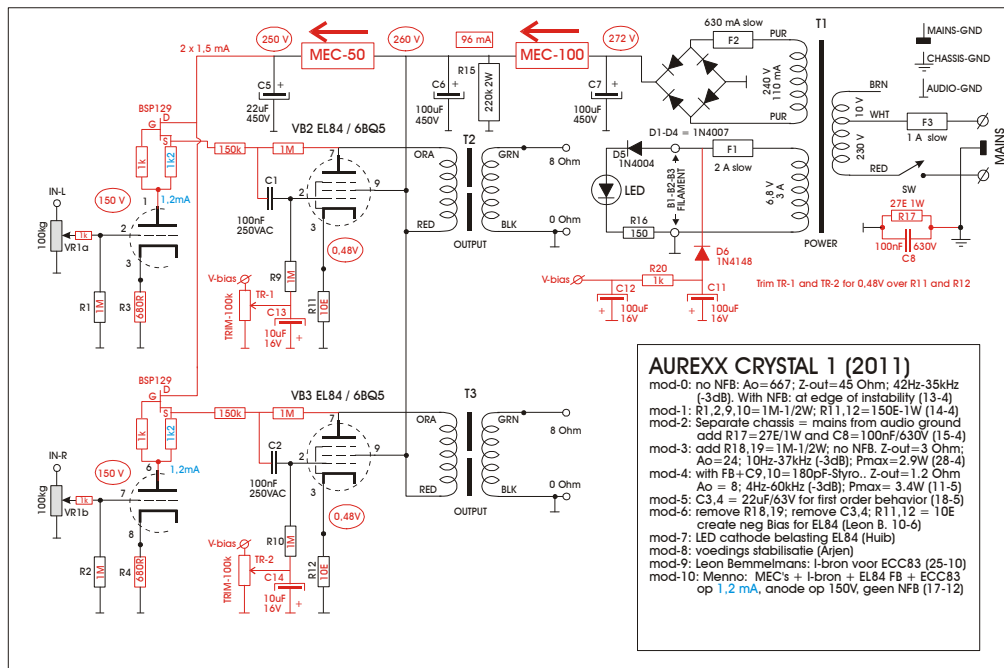 630 mA slow
T1
F2
PUR
PUR
240 V
110 mA
MAINS-GND
CHASSIS-GND
AUDIO-GND
2 x 1,5 mA
250 V
MEC-50
260 V
96 mA
MEC-100
272 V
C5
22uF
450V
C6
100uF
450V
R15
220k 2W
C7
100uF
450V
BRN
10 V
WHT
F3
1 A slow
230 V
RED
SW
MAINS
BSP129
G
D
S
1k
1k2
150k
1M
VB2 EL84 / 6BQ5
7
9
2
3
ORA
T2
GRN
8 Ohm
RED
BLK
0 Ohm
OUTPUT
D1-D4 = 1N4007
D5
1N4004
F1
2 A slow
LED
B1-B2-B3
FILAMENT
6,8 V
3 A
R16
150
POWER
27E 1W
R17
100nF
630V
C8
C1
100nF
250VAC
IN-L
150 V
1
1,2mA
100kg
VR1a
1k
2
3
R1
1M
R3
680R
0,48V
R9
1M
V-bias
TR-1
TRIM-100k
C13
10uF
16V
R11
10E
D6
1N4148
V-bias
R20
1k
C12
100uF
16V
C11
100uF
16V
Trim TR-1 and TR-2 for 0,48V over R11 and R12
BSP129
G
D
S
1k
1k2
150k
1M
VB3 EL84 / 6BQ5
7
9
2
3
ORA
T3
GRN
8 Ohm
RED
BLK
0 Ohm
OUTPUT
C2
100nF
250VAC
IN-R
150 V
6
1,2mA
100kg
VR1b
1k
7
8
R2
1M
R4
680R
0,48V
R10
1M
V-bias
TR-2
TRIM-100k
C14
10uF
16V
R12
10E
AUREXX CRYSTAL 1 (2011)
mod-0: no NFB: Ao=667; Z-out=45 Ohm; 42Hz-35kHz
(-3dB). With NFB: at edge of instability (13-4)
mod-1: R1,2,9,10=1M-1/2W; R11,12=150E-1W (14-4)
mod-2: Separate chassis = mains from audio ground
add R17=27E/1W and C8=100nF/630V (15-4)
mod-3: add R18,19=1M-1/2W; no NFB. Z-out=3 Ohm;
Ao=24; 10Hz-37kHz (-3dB); Pmax=2.9W (28-4)
mod-4: with FB+C9,10=180pF-Styro.. Z-out=1.2 Ohm
Ao = 8; 4Hz-60kHz (-3dB); Pmax= 3.4W (11-5)
mod-5: C3,4 = 22uF/63V for first order behavior (18-5)
mod-6: remove R18,19; remove C3,4; R11,12 = 10E
create neg Bias for EL84 (Leon B. 10-6)
mod-7: LED cathode belasting EL84 (Huib)
mod-8: voedings stabilisatie (Arjen)
mod-9: Leon Bemmelmans: I-bron voor ECC83 (25-10)
mod-10: Menno: MEC's + I-bron + EL84 FB + ECC83
op 1,2 mA, anode op 150V, geen NFB (17-12)